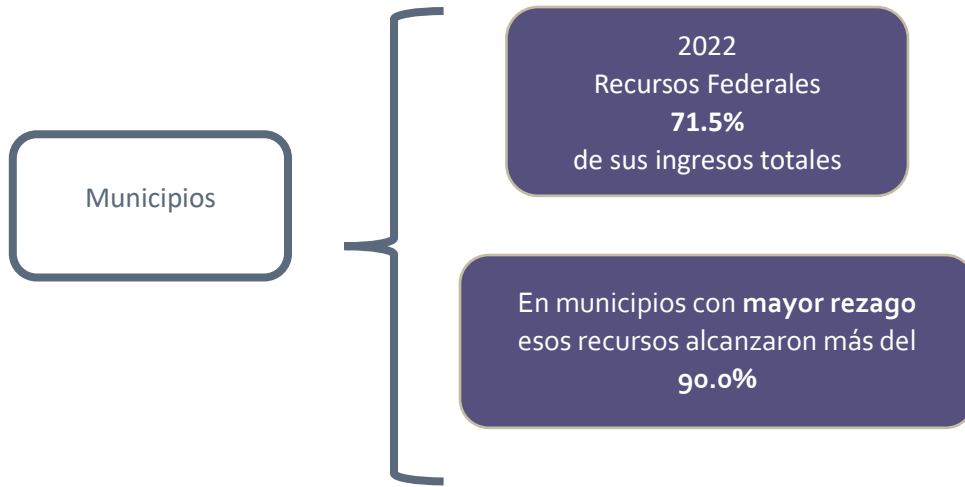 Municipios
2022
Recursos Federales
71.5%
de sus ingresos totales
En municipios con mayor rezago
esos recursos alcanzaron más del
90.0%